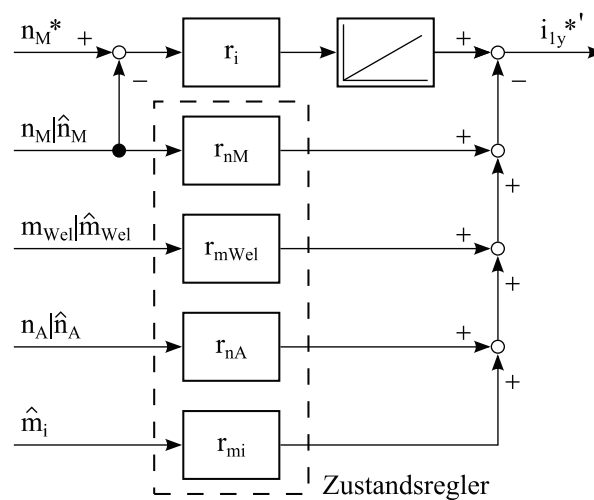 n_M* + r_i + i_1y*'
− −
n_M|n̂_M r_nM +
+
m_Wel|m̂_Wel r_mWel +
+
n_A|n̂_A r_nA +
+
m̂_i r_mi
Zustandsregler